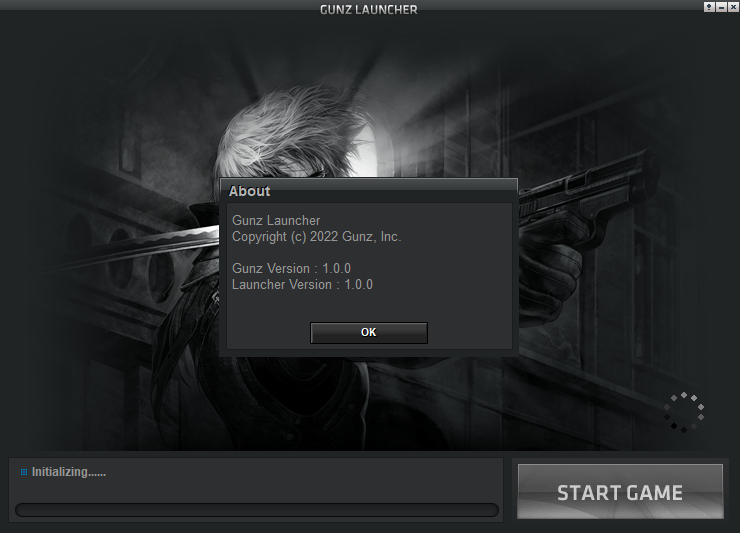 GUNZ LAUNCHER
About
Gunz Launcher
Copyright (c) 2022 Gunz, Inc.
Gunz Version : 1.0.0
Launcher Version : 1.0.0
OK
Initializing......
START GAME